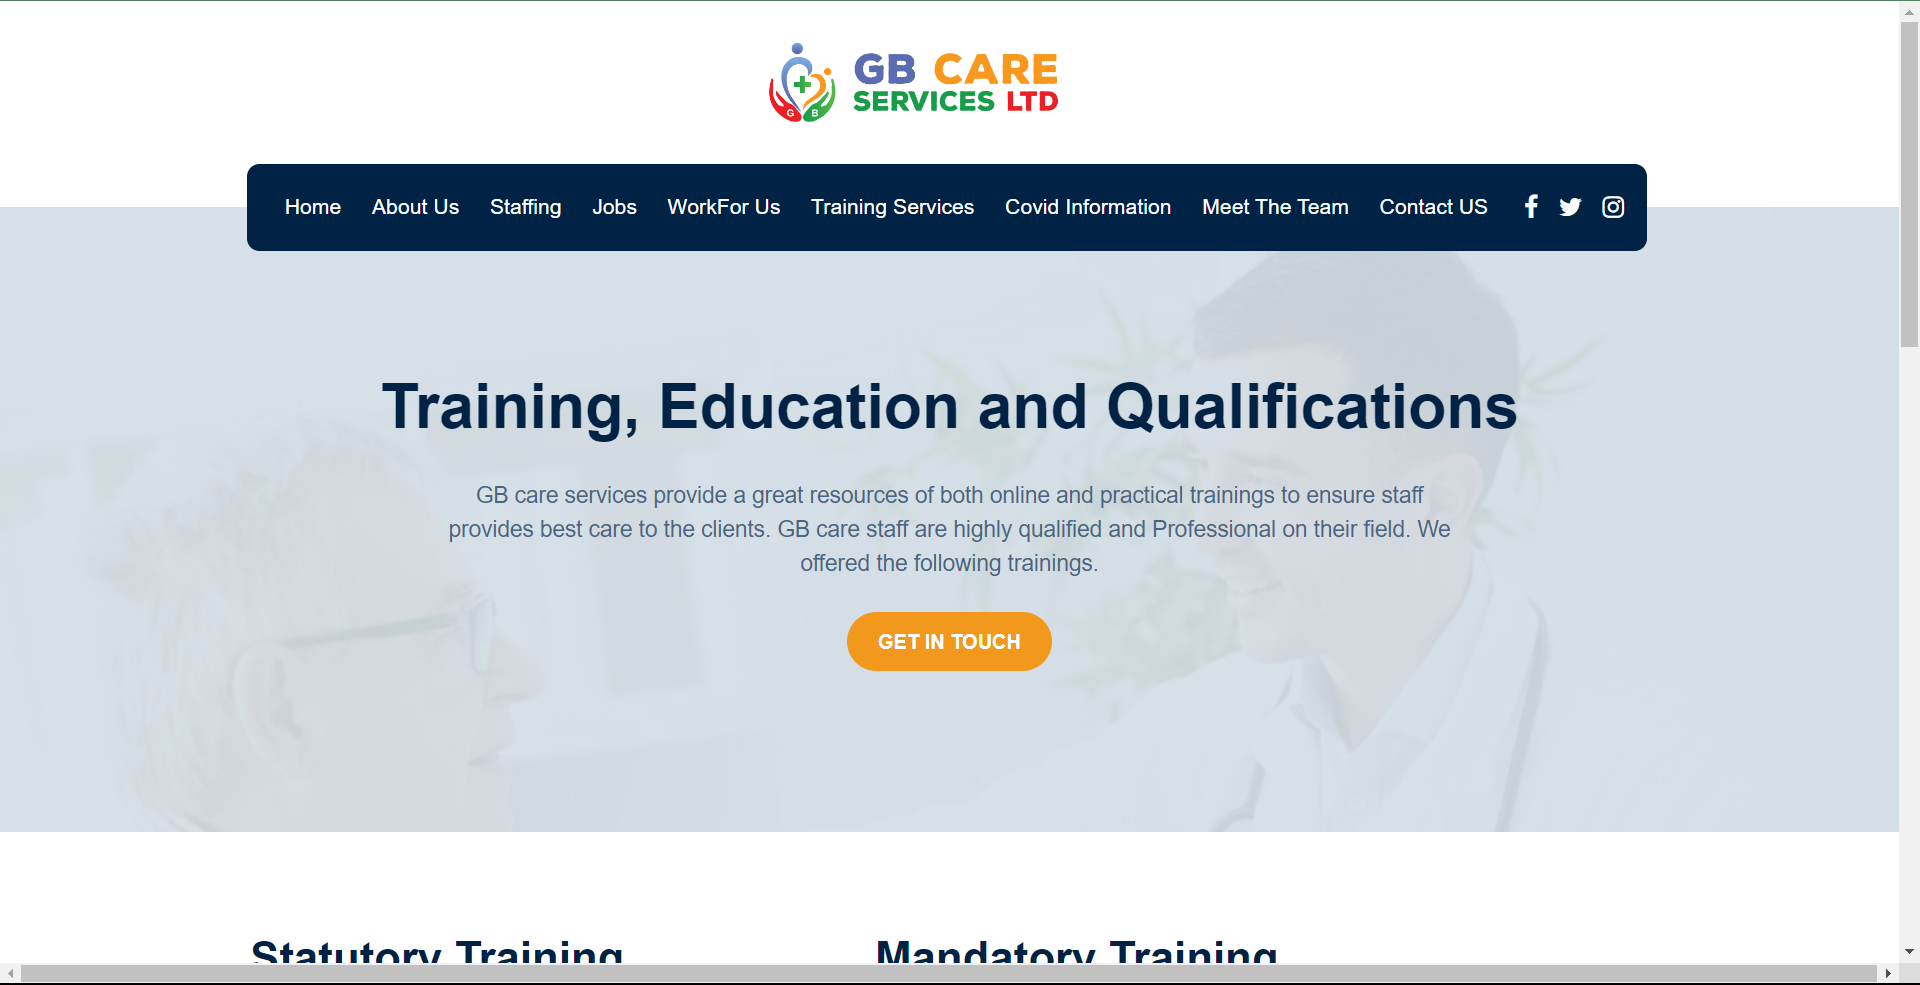 GB CARE
SERVICES LTD
G B
Home About Us Staffing Jobs WorkFor Us Training Services Covid Information Meet The Team Contact US
Training, Education and Qualifications
GB care services provide a great resources of both online and practical trainings to ensure staff
provides best care to the clients. GB care staff are highly qualified and Professional on their field. We
offered the following trainings.
GET IN TOUCH
Statutory Training Mandatory Training